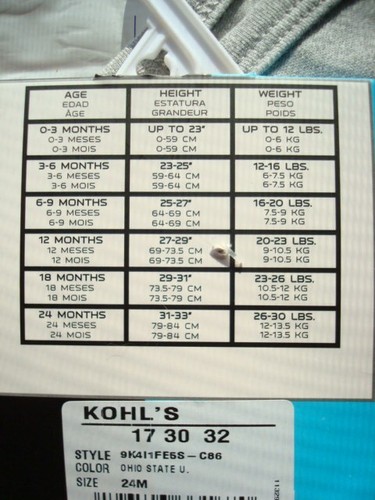 AGE HEIGHT WEIGHT
EDAD ESTATURA PESO
ÂGE GRANDEUR POIDS
0-3 MONTHS UP TO 23" UP TO 12 LBS.
0-3 MESES 0-59 CM 0-6 KG
0-3 MOIS 0-59 CM 0-6 KG
3-6 MONTHS 23-25" 12-16 LBS.
3-6 MESES 59-64 CM 6-7.5 KG
3-6 MOIS 59-64 CM 6-7.5 KG
6-9 MONTHS 25-27" 16-20 LBS.
6-9 MESES 64-69 CM 7.5-9 KG
6-9 MOIS 64-69 CM 7.5-9 KG
12 MONTHS 27-29" 20-23 LBS.
12 MESES 69-73.5 CM 9-10.5 KG
12 MOIS 69-73.5 CM 9-10.5 KG
18 MONTHS 29-31" 23-26 LBS.
18 MESES 73.5-79 CM 10.5-12 KG
18 MOIS 73.5-79 CM 10.5-12 KG
24 MONTHS 31-33" 26-30 LBS.
24 MESES 79-84 CM 12-13.5 KG
24 MOIS 79-84 CM 12-13.5 KG
KOHL'S
17 30 32
STYLE 9K411FE5S-C86
COLOR OHIO STATE U.
SIZE 24M